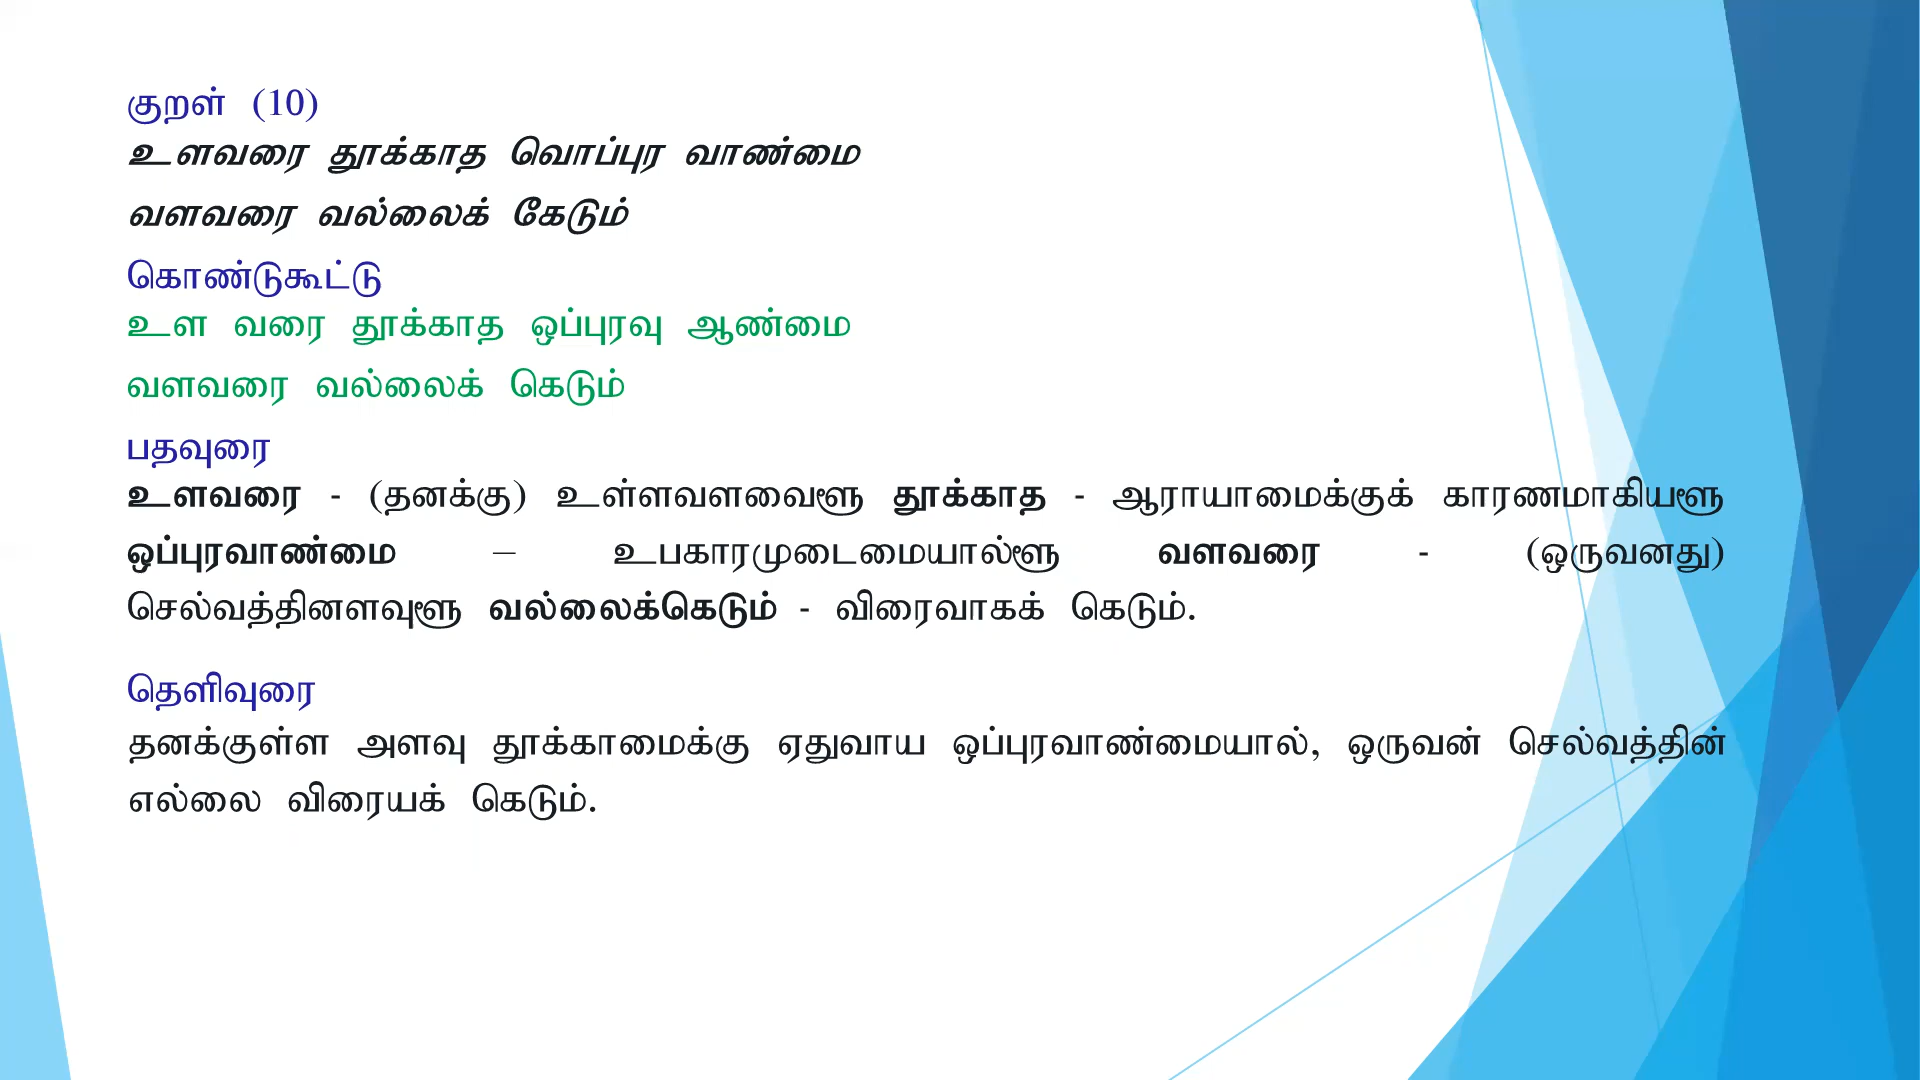 குறள் (10)
உளவரை தூக்காத வொப்புர வாண்மை
வளவரை வல்லைக் கேடும்
கொண்டுகூட்டு
உள வரை தூக்காத ஒப்புரவு ஆண்மை
வளவரை வல்லைக் கெடும்
பதவுரை
உளவரை - (தனக்கு) உள்ளவளவைளூ தூக்காத - ஆராயாமைக்குக் காரணமாகியளூ
ஒப்புரவாண்மை – உபகாரமுடைமையால்ளூ வளவரை - (ஒருவனது)
செல்வத்தினளவுளூ வல்லைக்கெடும் - விரைவாகக் கெடும்.
தெளிவுரை
தனக்குள்ள அளவு தூக்காமைக்கு ஏதுவாய ஒப்புரவாண்மையால், ஒருவன் செல்வத்தின்
எல்லை விரையக் கெடும்.